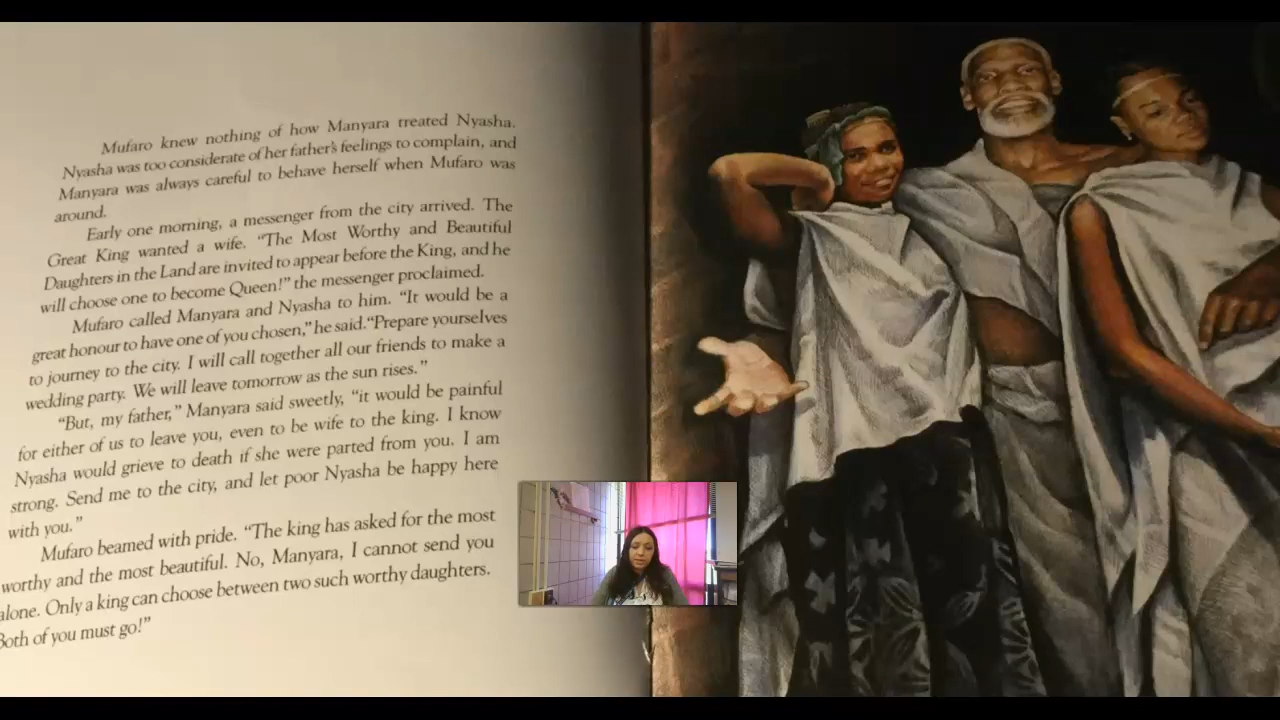 Mufaro knew nothing of how Manyara treated Nyasha.
Nyasha was too considerate of her father's feelings to complain, and
Manyara was always careful to behave herself when Mufaro was
around.
Early one morning, a messenger from the city arrived. The
Great King wanted a wife. “The Most Worthy and Beautiful
Daughters in the Land are invited to appear before the King, and he
will choose one to become Queen!” the messenger proclaimed.
Mufaro called Manyara and Nyasha to him. “It would be a
great honour to have one of you chosen,” he said. “Prepare yourselves
to journey to the city. I will call together all our friends to make a
wedding party. We will leave tomorrow as the sun rises.”
“But, my father,” Manyara said sweetly, “it would be painful
for either of us to leave you, even to be wife to the king. I know
Nyasha would grieve to death if she were parted from you. I am
strong. Send me to the city, and let poor Nyasha be happy here
with you.”
Mufaro beamed with pride. “The king has asked for the most
worthy and the most beautiful. No, Manyara, I cannot send you
alone. Only a king can choose between two such worthy daughters.
Both of you must go!”